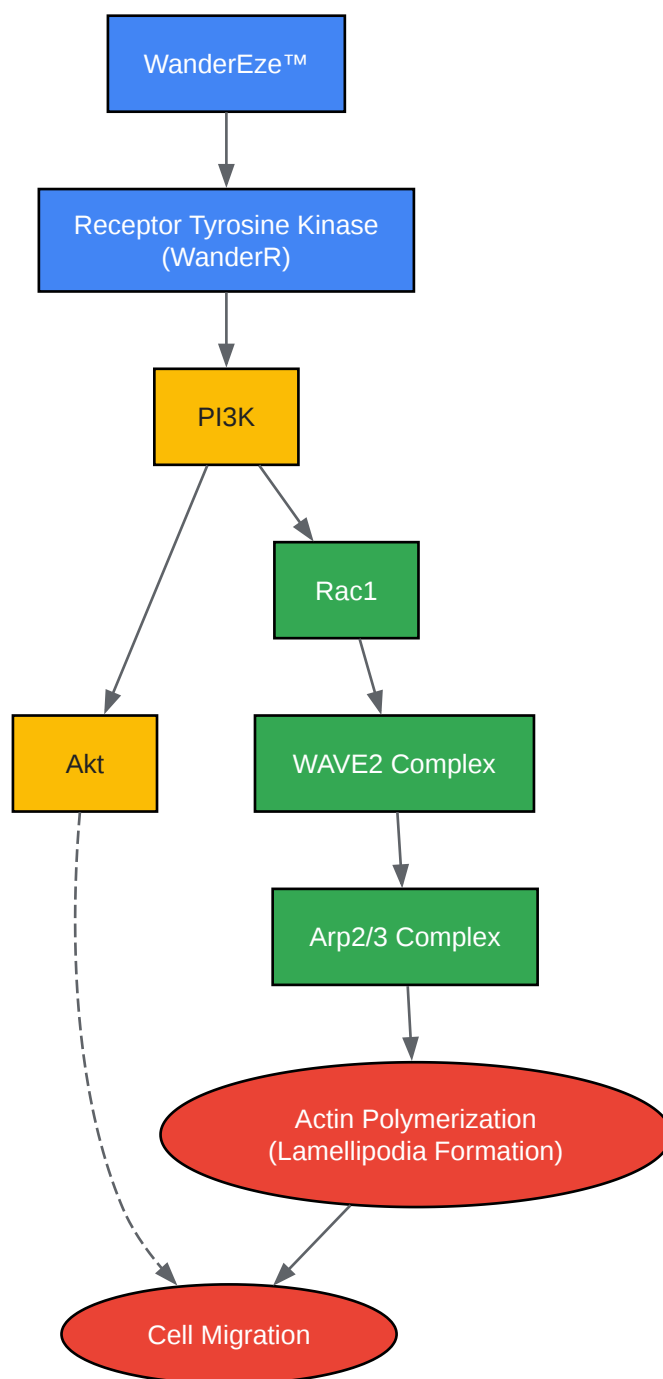 WanderEze™
Receptor Tyrosine Kinase
(WanderR)
PI3K
Rac1
Akt
WAVE2 Complex
Arp2/3 Complex
Actin Polymerization
(Lamellipodia Formation)
Cell Migration